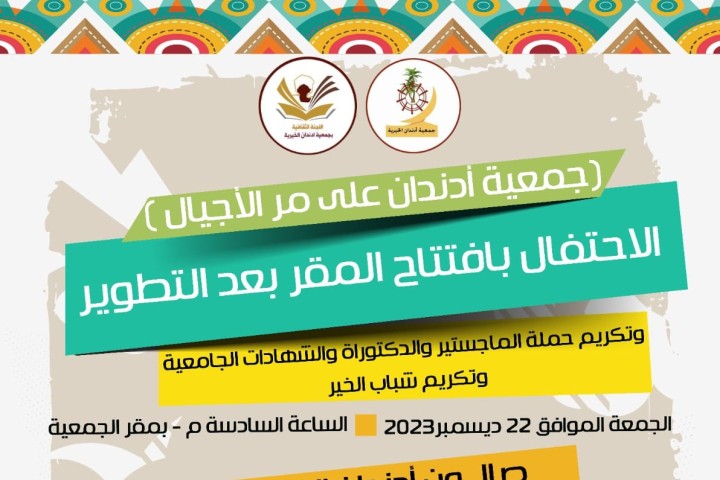 اللجنة الثقافية
بجمعية أدندان الخيرية
جمعية أدندان الخيرية
(جمعية أدندان على مر الأجيال)
الاحتفال بافتتاح المقر بعد التطوير
وتكريم حملة الماجستير والدكتوراة والشهادات الجامعية
وتكريم شباب الخير
الجمعة الموافق 22 ديسمبر2023
الساعة السادسة م - بمقر الجمعية